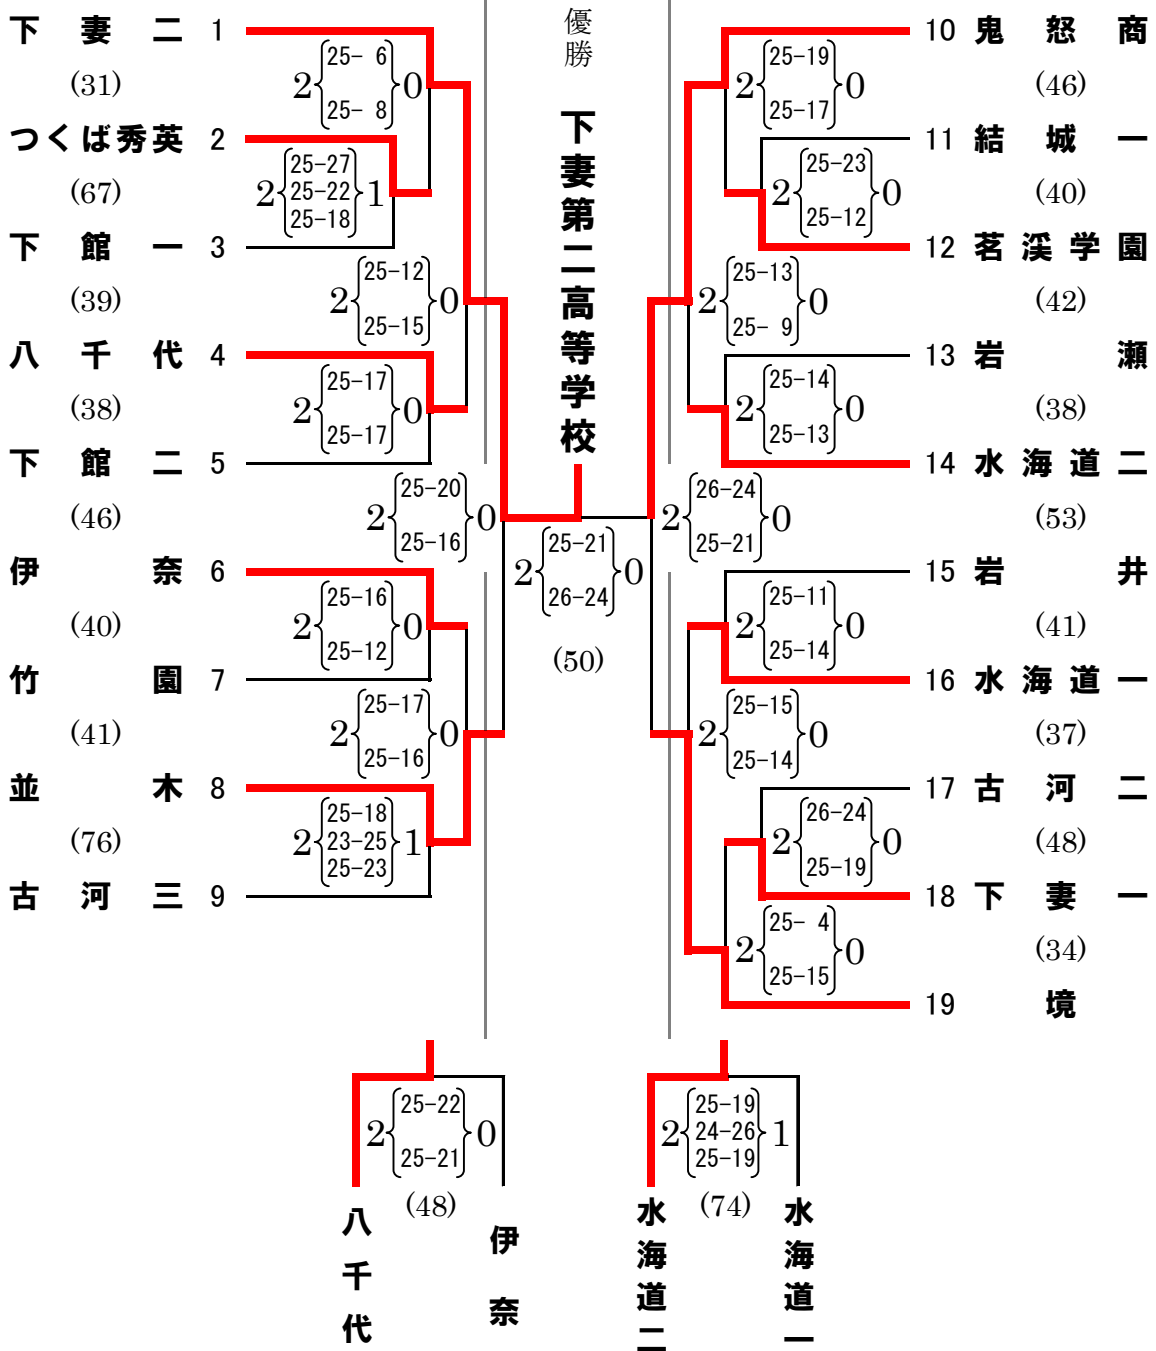 優勝
下妻第二高等学校
下妻二 1
(31)
つくば秀英 2
(67)
下館一 3
(39)
八千代 4
(38)
下館二 5
(46)
伊奈 6
(40)
竹園 7
(41)
並木 8
(76)
古河三 9
2 25- 6 0
25- 8
2 25-27 1
25-22
25-18
2 25-12 0
25-15
2 25-17 0
25-17
2 25-20 0
25-16
2 25-16 0
25-12
2 25-17 0
25-16
2 25-18 1
23-25
25-23
2 25-21 0
26-24
(50)
10 鬼怒商
(46)
11 結城一
(40)
12 茗渓学園
(42)
13 岩瀬
(38)
14 水海道二
(53)
15 岩井
(41)
16 水海道一
(37)
17 古河二
(48)
18 下妻一
(34)
19 境
2 25-19 0
25-17
2 25-23 0
25-12
2 25-13 0
25- 9
2 25-14 0
25-13
2 26-24 0
25-21
2 25-11 0
25-14
2 25-15 0
25-14
2 26-24 0
25-19
2 25- 4 0
25-15
2 25-22 0
25-21
(48)
八千代
伊奈
2 25-19 1
24-26
25-19
(74)
水海道二
水海道一